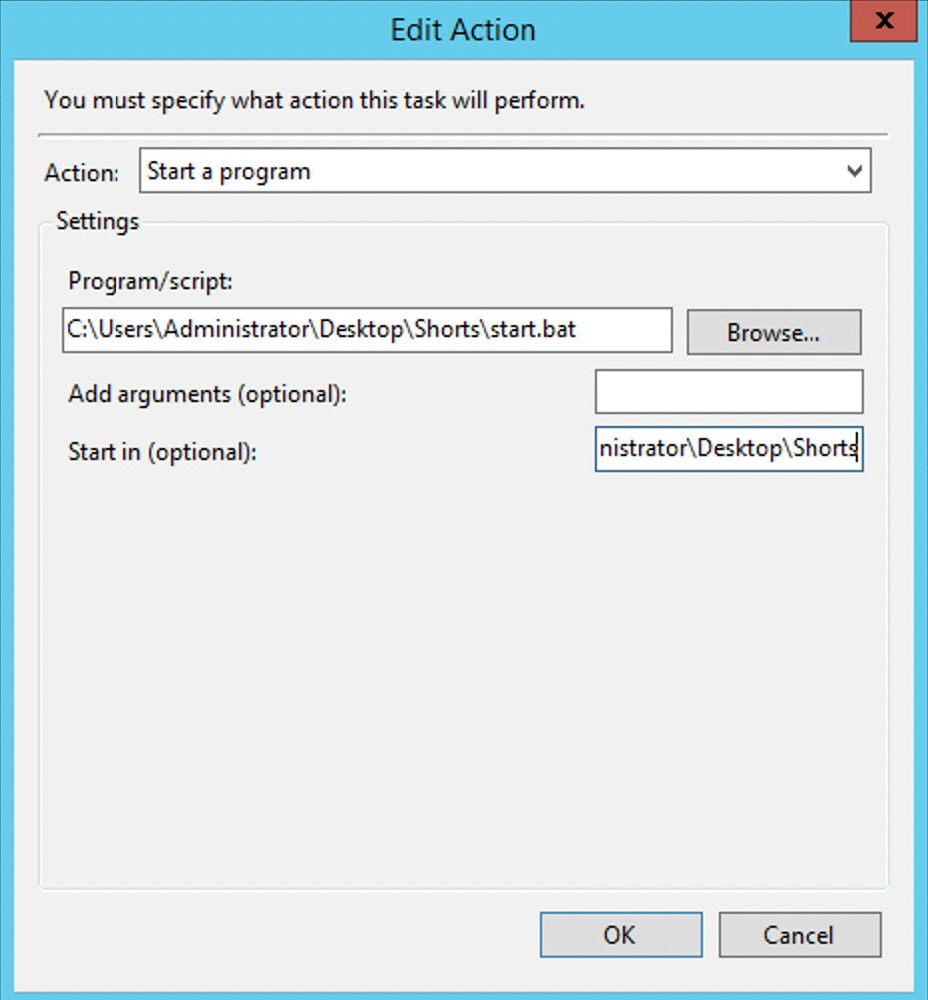 Edit Action
X
You must specify what action this task will perform.
Action: Start a program
Settings
Program/script:
C:\Users\Administrator\Desktop\Shorts\start.bat Browse...
Add arguments (optional):
Start in (optional): nistrator\Desktop\Shorts
OK Cancel